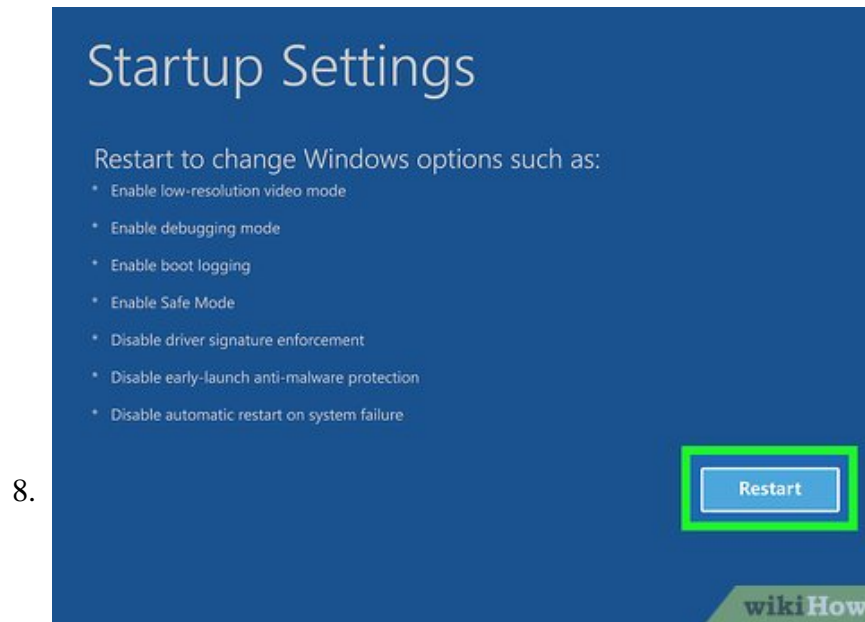 Startup Settings
Restart to change Windows options such as:
* Enable low-resolution video mode
* Enable debugging mode
* Enable boot logging
* Enable Safe Mode
* Disable driver signature enforcement
* Disable early-launch anti-malware protection
* Disable automatic restart on system failure
8.
Restart
wikiHow